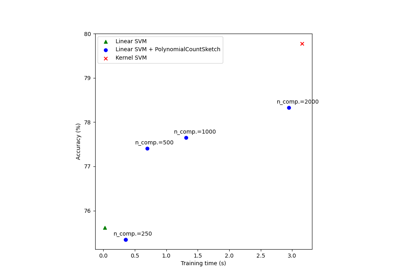 80
Linear SVM
Linear SVM + PolynomialCountSketch
Kernel SVM
79
n_comp.=2000
78
n_comp.=1000
n_comp.=500
77
Accuracy (%)
76
n_comp.=250
0.0 0.5 1.0 1.5 2.0 2.5 3.0
Training time (s)